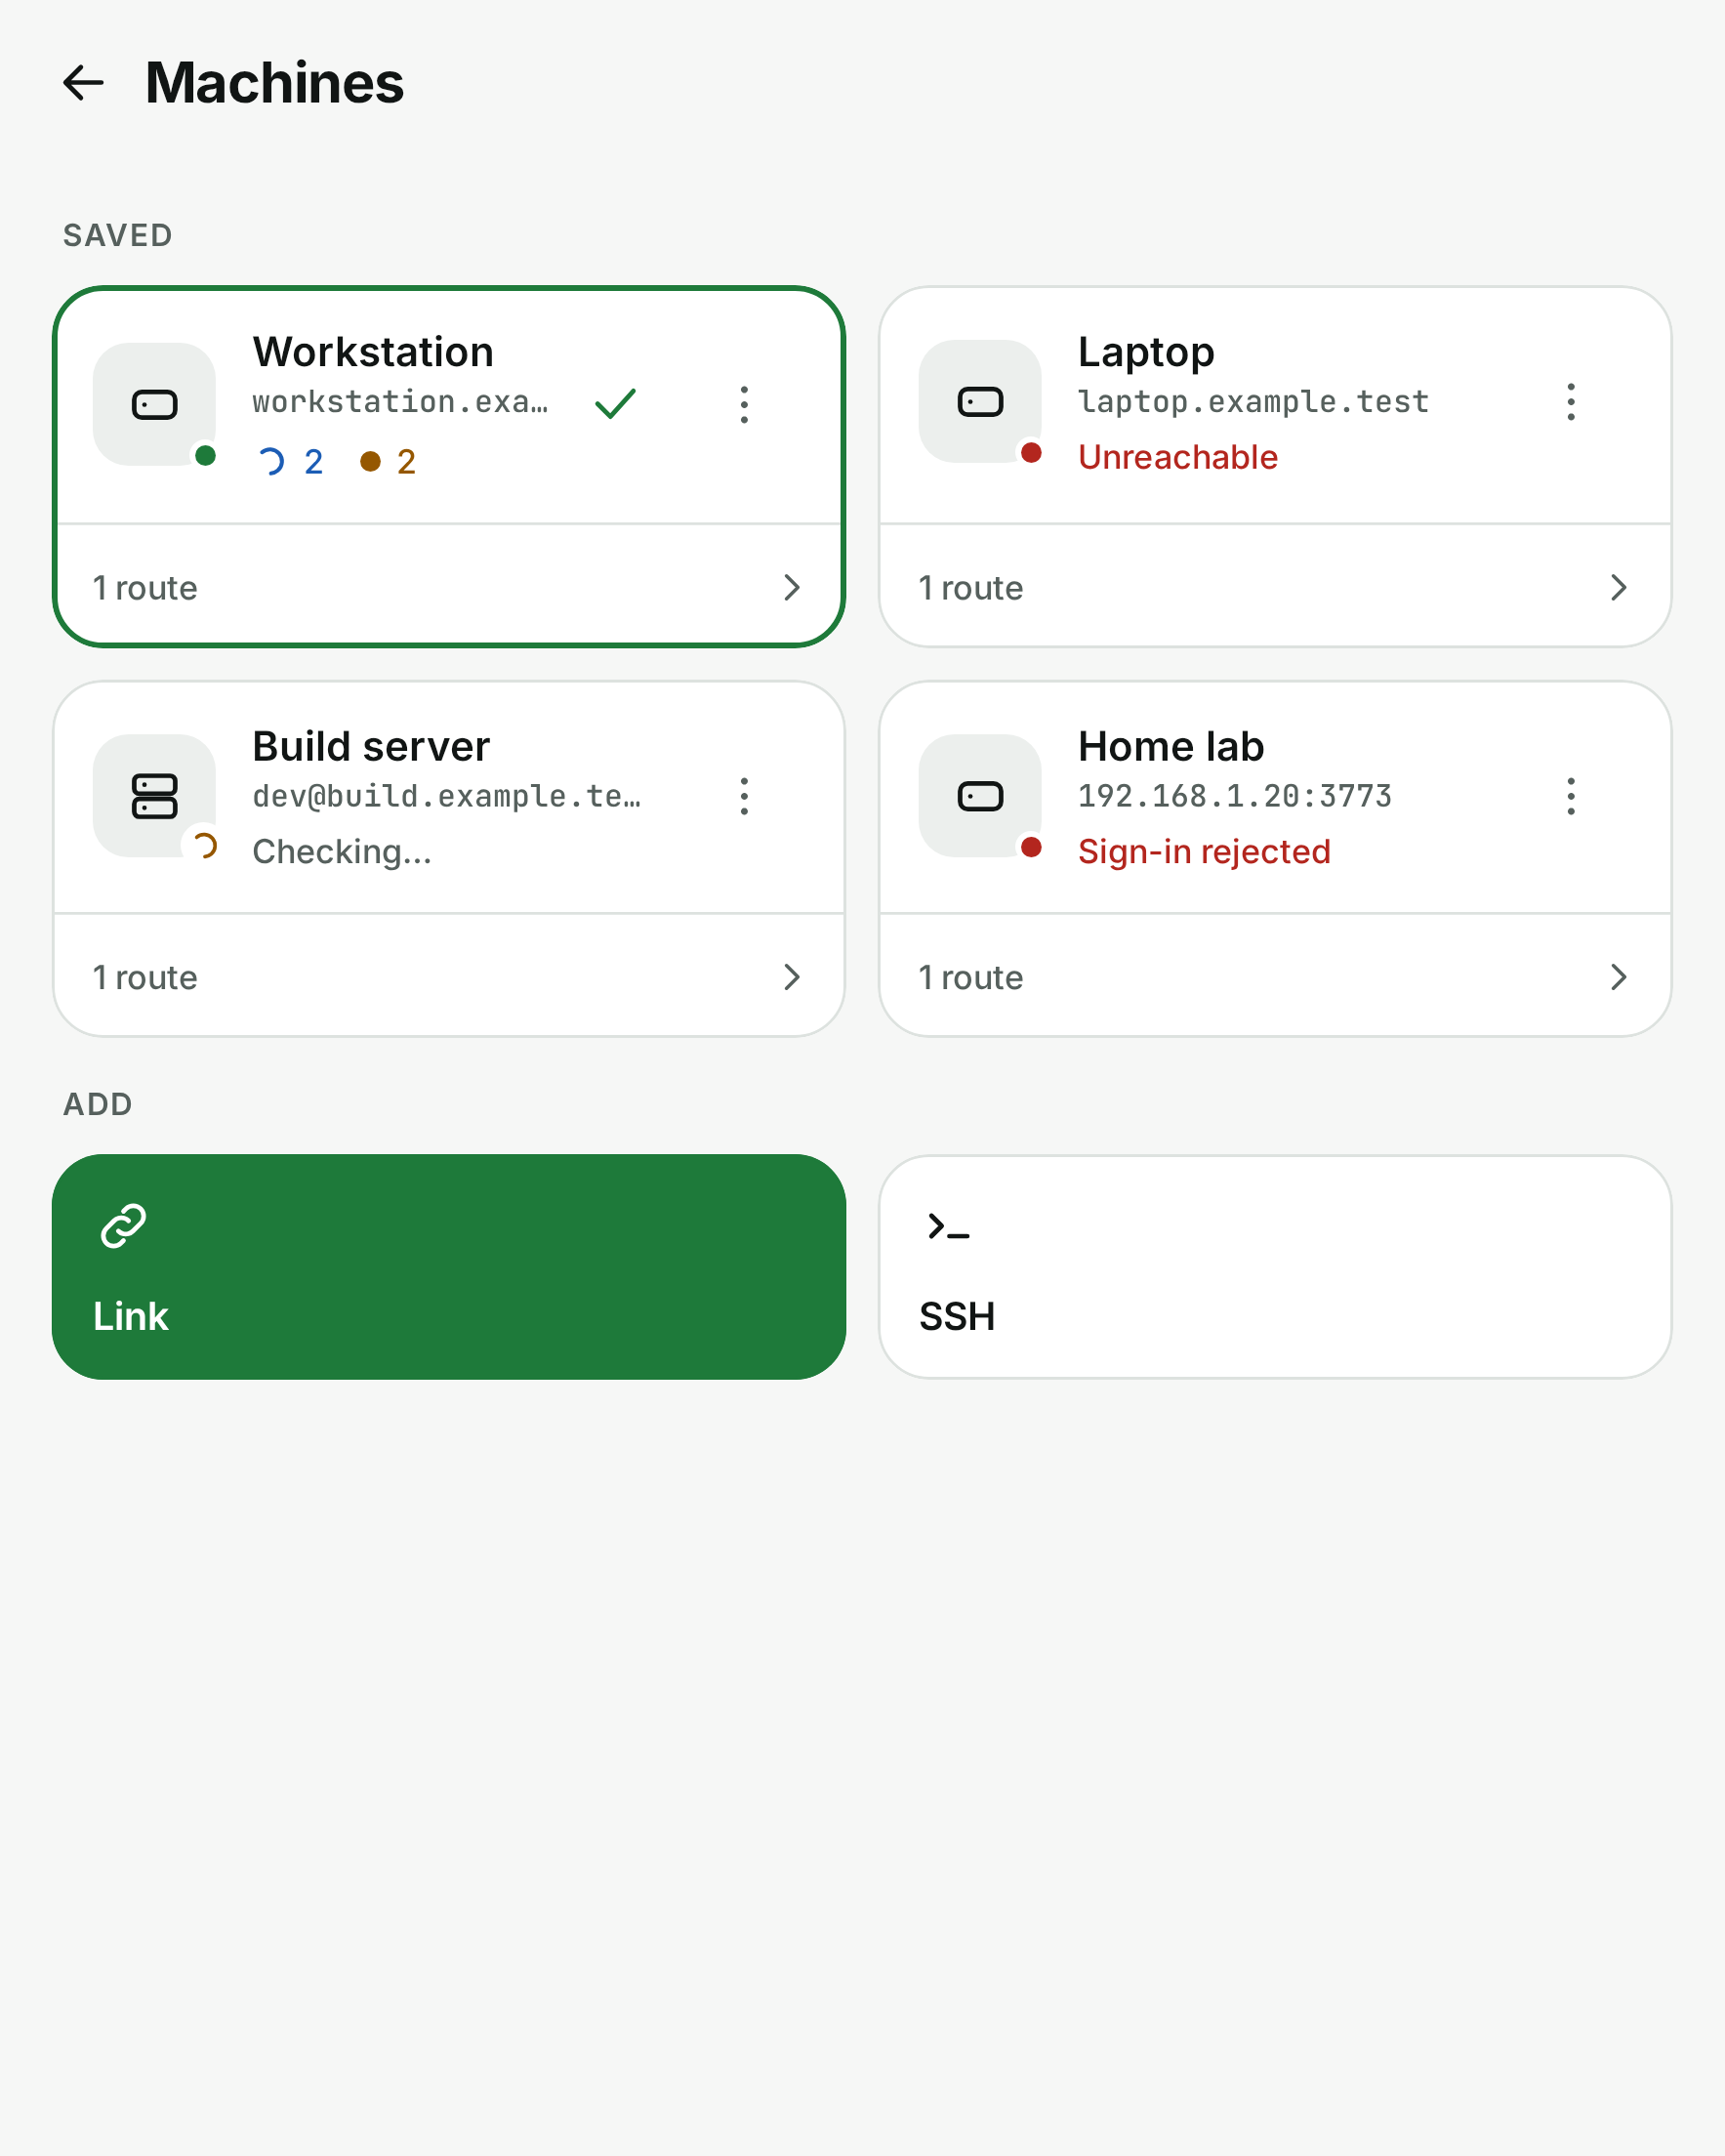 Machines
SAVED
Workstation
workstation.exa…
2 2
1 route
Laptop
laptop.example.test
Unreachable
1 route
Build server
dev@build.example.te…
Checking…
1 route
Home lab
192.168.1.20:3773
Sign-in rejected
1 route
ADD
Link
SSH